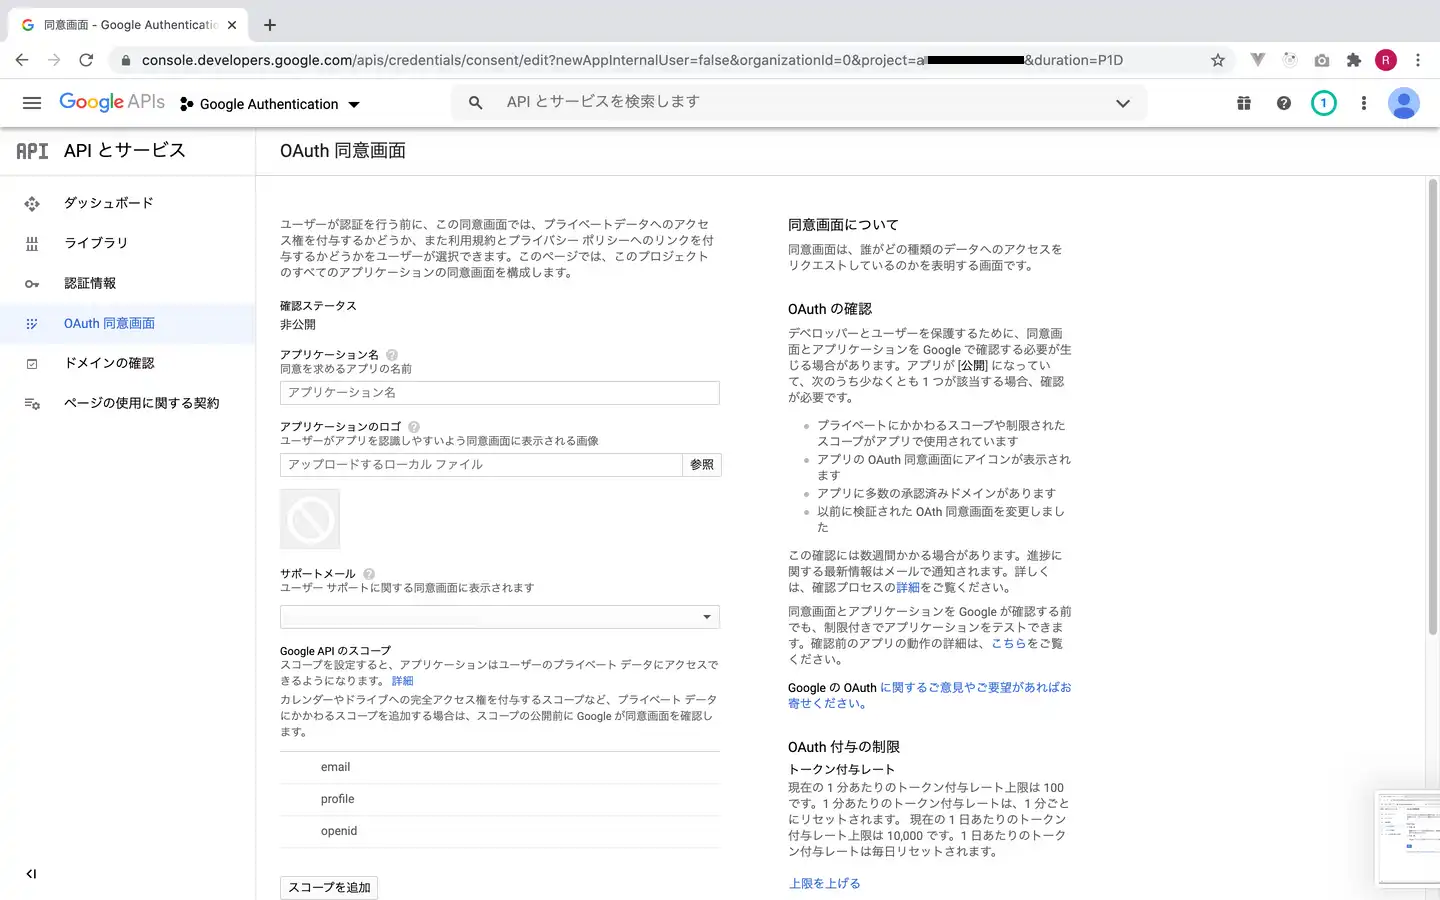 同意画面 - Google Authenticatio
console.developers.google.com/apis/credentials/consent/edit?newAppInternalUser=false&organizationId=0&project=a
&duration=P1D
R
Google APIs
Google Authentication
API とサービスを検索します
1
API
API とサービス
OAuth 同意画面
ダッシュボード
ライブラリ
認証情報
OAuth 同意画面
ドメインの確認
ページの使用に関する契約
ユーザーが認証を行う前に、この同意画面では、プライベートデータへのアクセ
ス権を付与するかどうか、また利用規約とプライバシー ポリシーへのリンクを付
与するかどうかをユーザーが選択できます。このページでは、このプロジェクト
のすべてのアプリケーションの同意画面を構成します。
確認ステータス
非公開
アプリケーション名
同意を求めるアプリの名前
アプリケーション名
アプリケーションのロゴ
ユーザーがアプリを認識しやすいよう同意画面に表示される画像
アップロードするローカル ファイル
参照
サポートメール
ユーザー サポートに関する同意画面に表示されます
Google API のスコープ
スコープを設定すると、アプリケーションはユーザーのプライベート データにアクセスで
きるようになります。 詳細
カレンダーやドライブへの完全アクセス権を付与するスコープなど、プライベート データ
にかかわるスコープを追加する場合は、スコープの公開前に Google が同意画面を確認し
ます。
email
profile
openid
スコープを追加
同意画面について
同意画面は、誰がどの種類のデータへのアクセスを
リクエストしているのかを表明する画面です。
OAuth の確認
デベロッパーとユーザーを保護するために、同意画
面とアプリケーションを Google で確認する必要が生
じる場合があります。アプリが [公開] になってい
て、次のうち少なくとも 1 つが該当する場合、確認
が必要です。
プライベートにかかわるスコープや制限された
スコープがアプリで使用されています
アプリの OAuth 同意画面にアイコンが表示され
ます
アプリに多数の承認済みドメインがあります
以前に検証された OAth 同意画面を変更しまし
た
この確認には数週間かかる場合があります。進捗に
関する最新情報はメールで通知されます。詳しく
は、確認プロセスの詳細をご覧ください。
同意画面とアプリケーションを Google が確認する前
でも、制限付きでアプリケーションをテストできま
す。確認前のアプリの動作の詳細は、こちらをご覧
ください。
Google の OAuth に関するご意見やご要望があればお
寄せください。
OAuth 付与の制限
トークン付与レート
現在の 1 分あたりのトークン付与レート上限は 100
です。1 分あたりのトークン付与レートは、1 分ごと
にリセットされます。 現在の 1 日あたりのトークン
付与レート上限は 10,000 です。1 日あたりのトーク
ン付与レートは毎日リセットされます。
上限を上げる